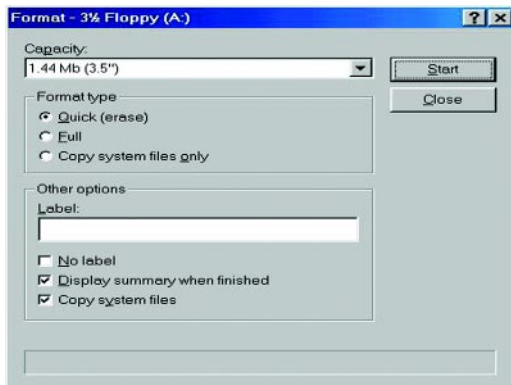 Format - 3½ Floppy (A:)
Capacity:
1.44 Mb (3.5")
Start
Close
Format type
Quick (erase)
Full
Copy system files only
Other options
Label:
No label
Display summary when finished
Copy system files